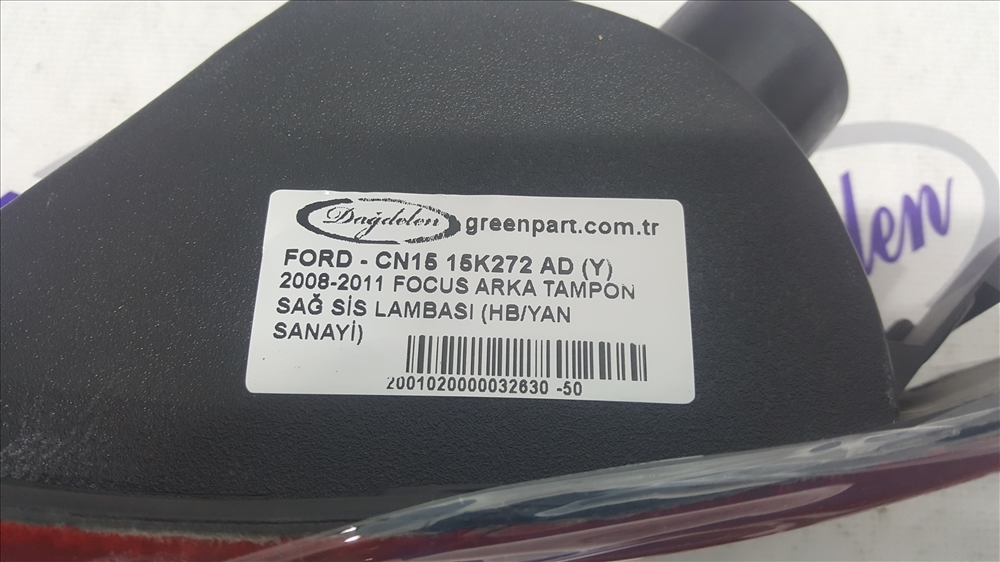 Dağdelen greenpart.com.tr
FORD - CN15 15K272 AD (Y)
2008-2011 FOCUS ARKA TAMPON
SAĞ SİS LAMBASI (HB/YAN
SANAYİ)
2001020000032630 -50